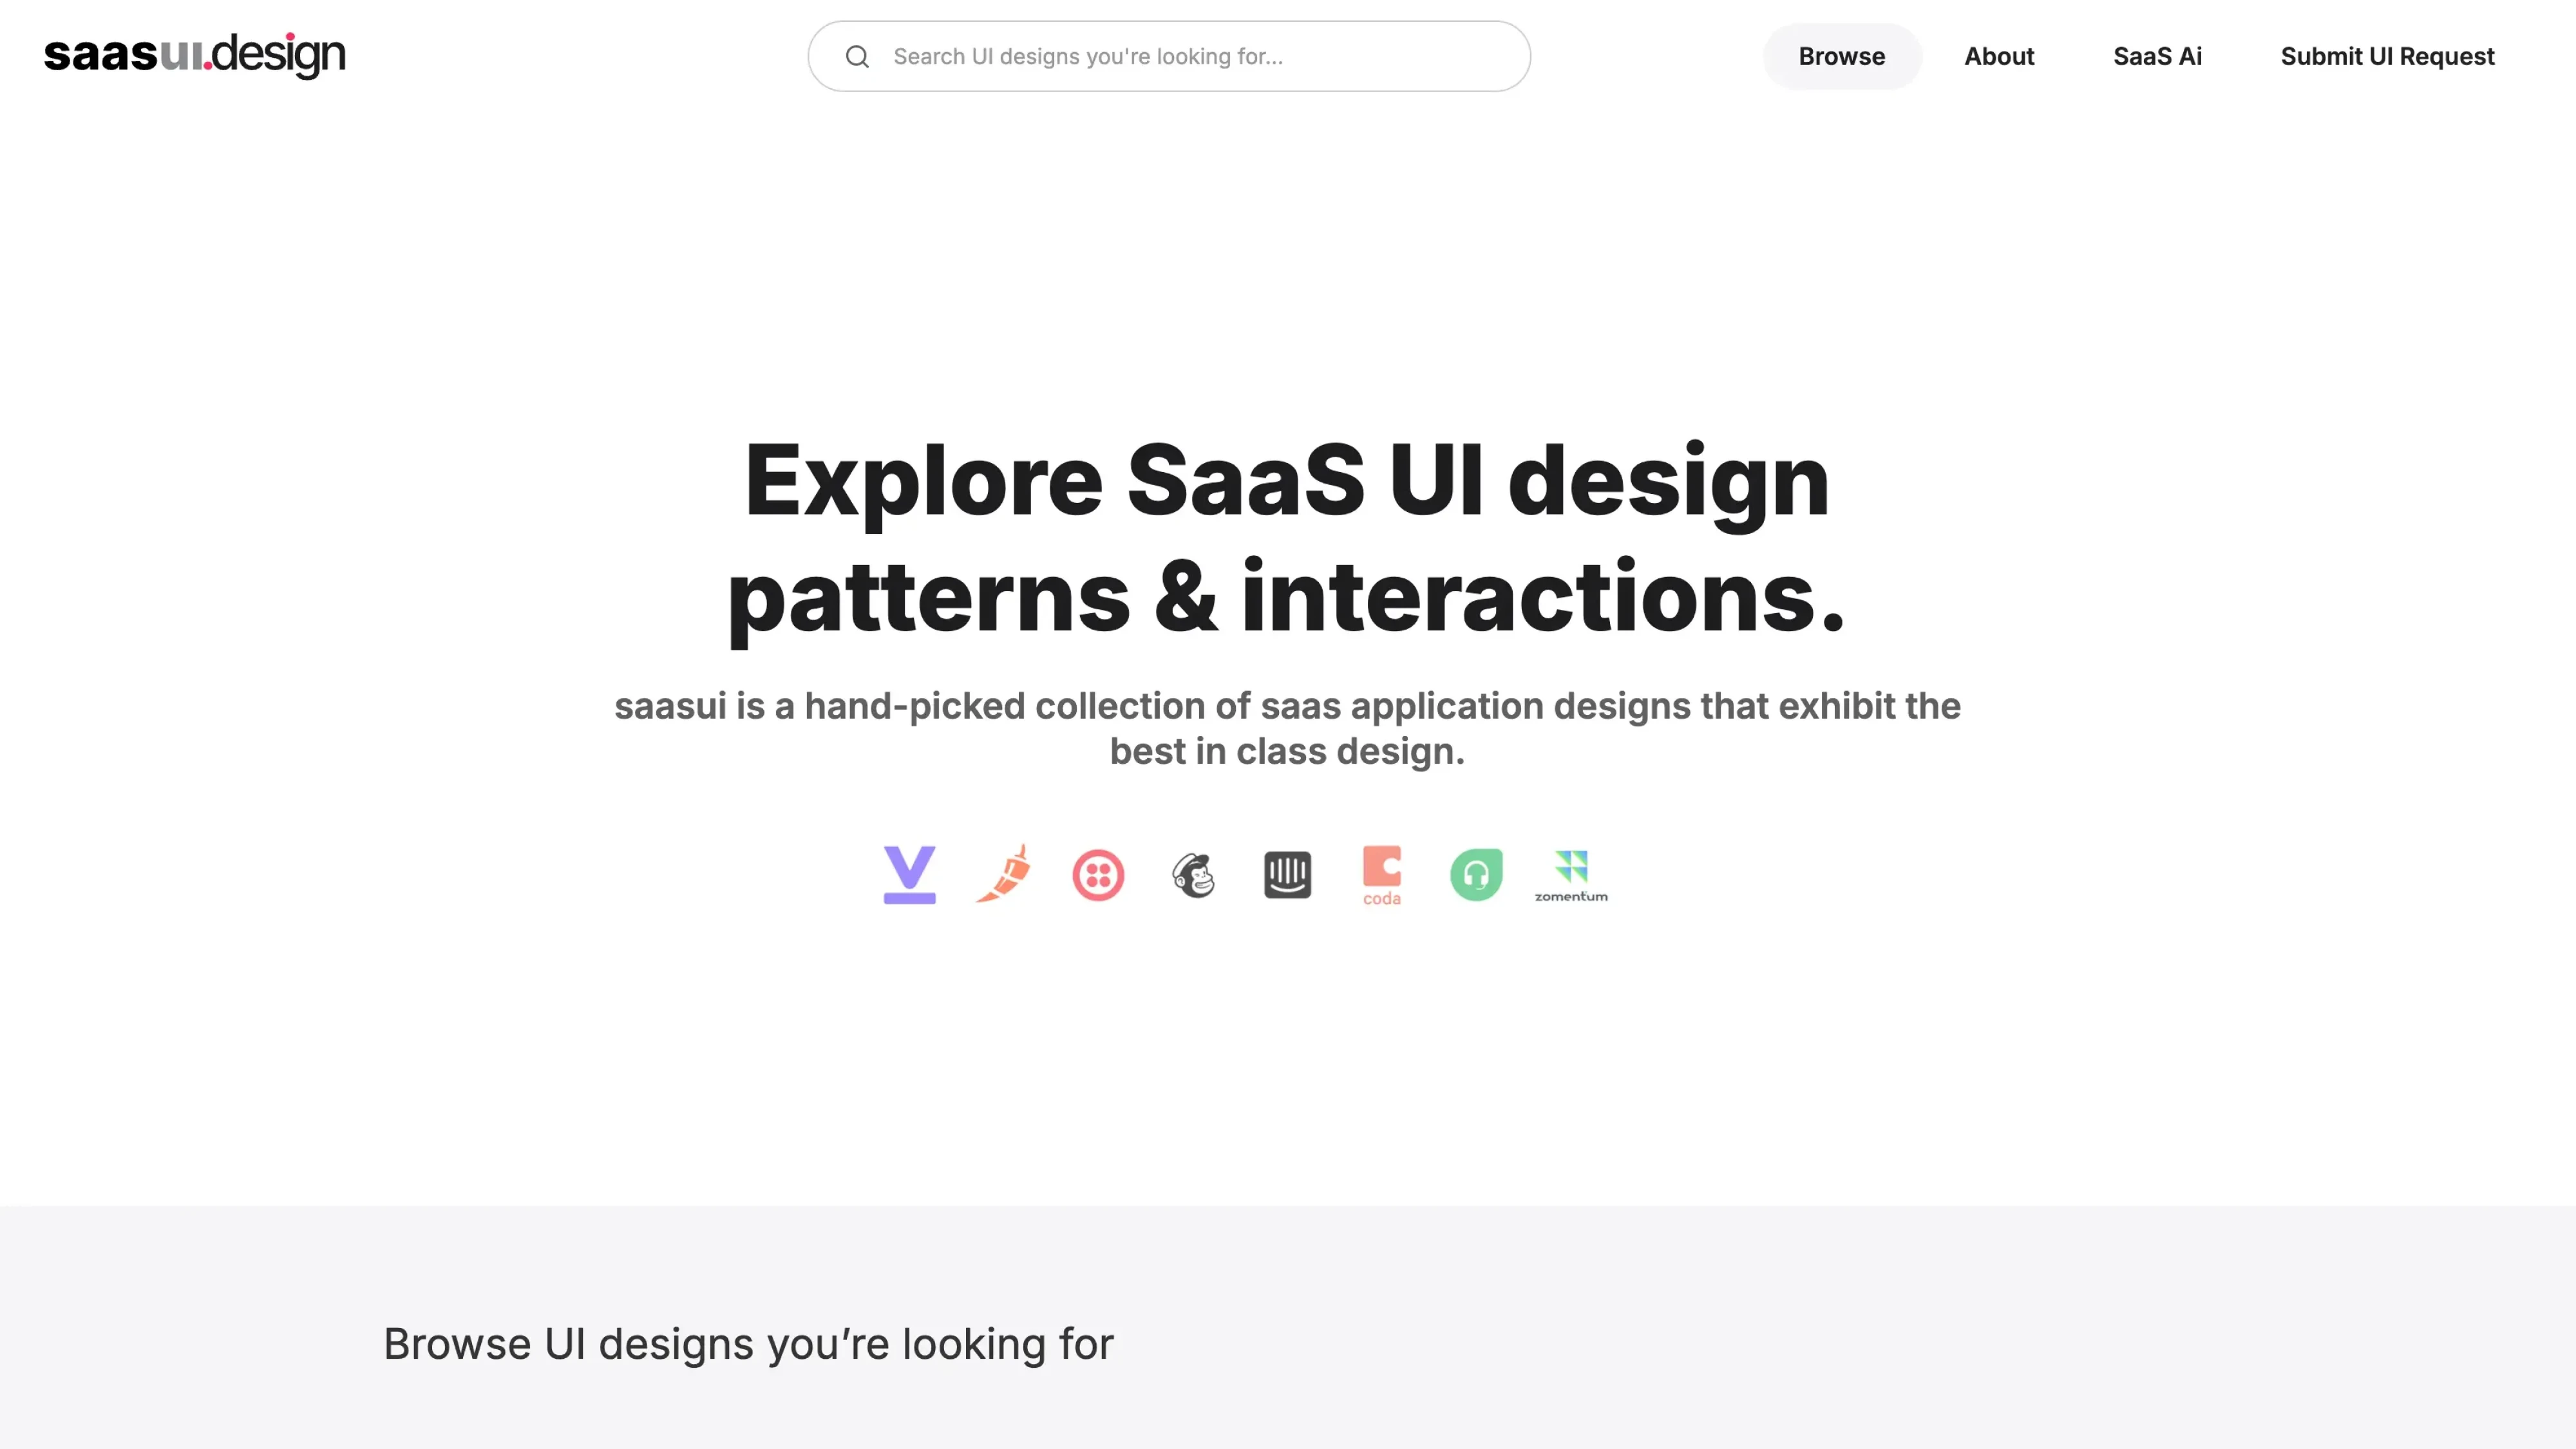 saasui.design
Search UI designs you're looking for...
Browse
About
SaaS Ai
Submit UI Request
Explore SaaS UI design
patterns & interactions.
saasui is a hand-picked collection of saas application designs that exhibit the
best in class design.
coda
zomentum
Browse UI designs you’re looking for